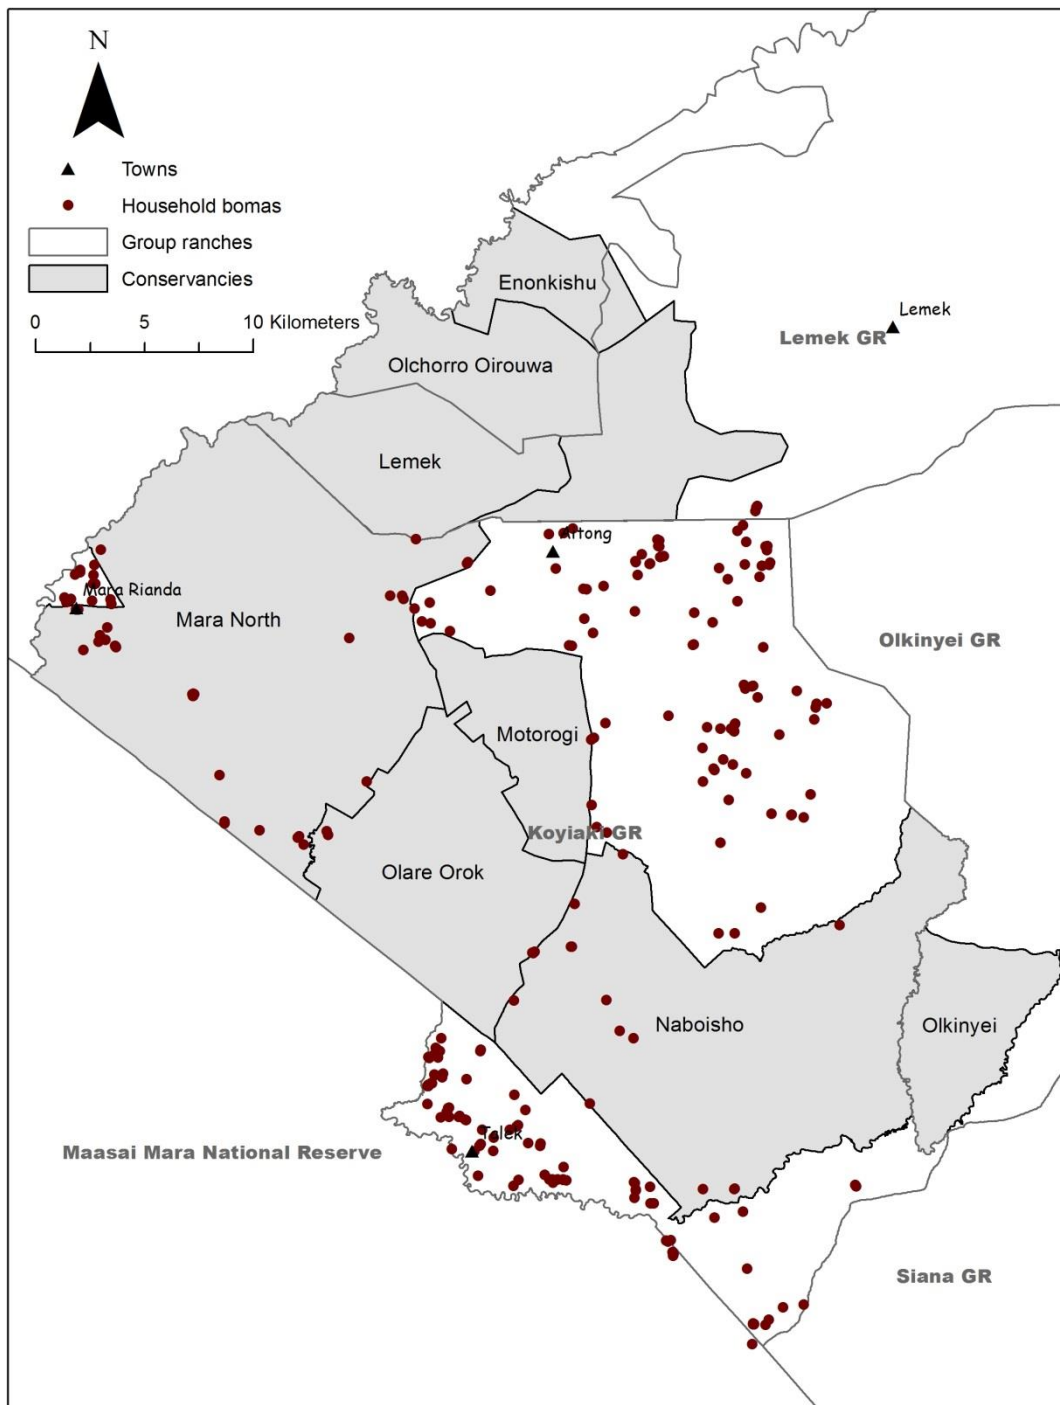 N
Towns
Household bomas
Group ranches
Conservancies
0 5 10 Kilometers
Enonkishu
Lemek
Lemek GR
Olchorro Oirouwa
Lemek
Aitong
Mara Rianda
Mara North
Olkinyei GR
Motorogi
Koyiaki GR
Olare Orok
Naboisho
Olkinyei
Talek
Maasai Mara National Reserve
Siana GR